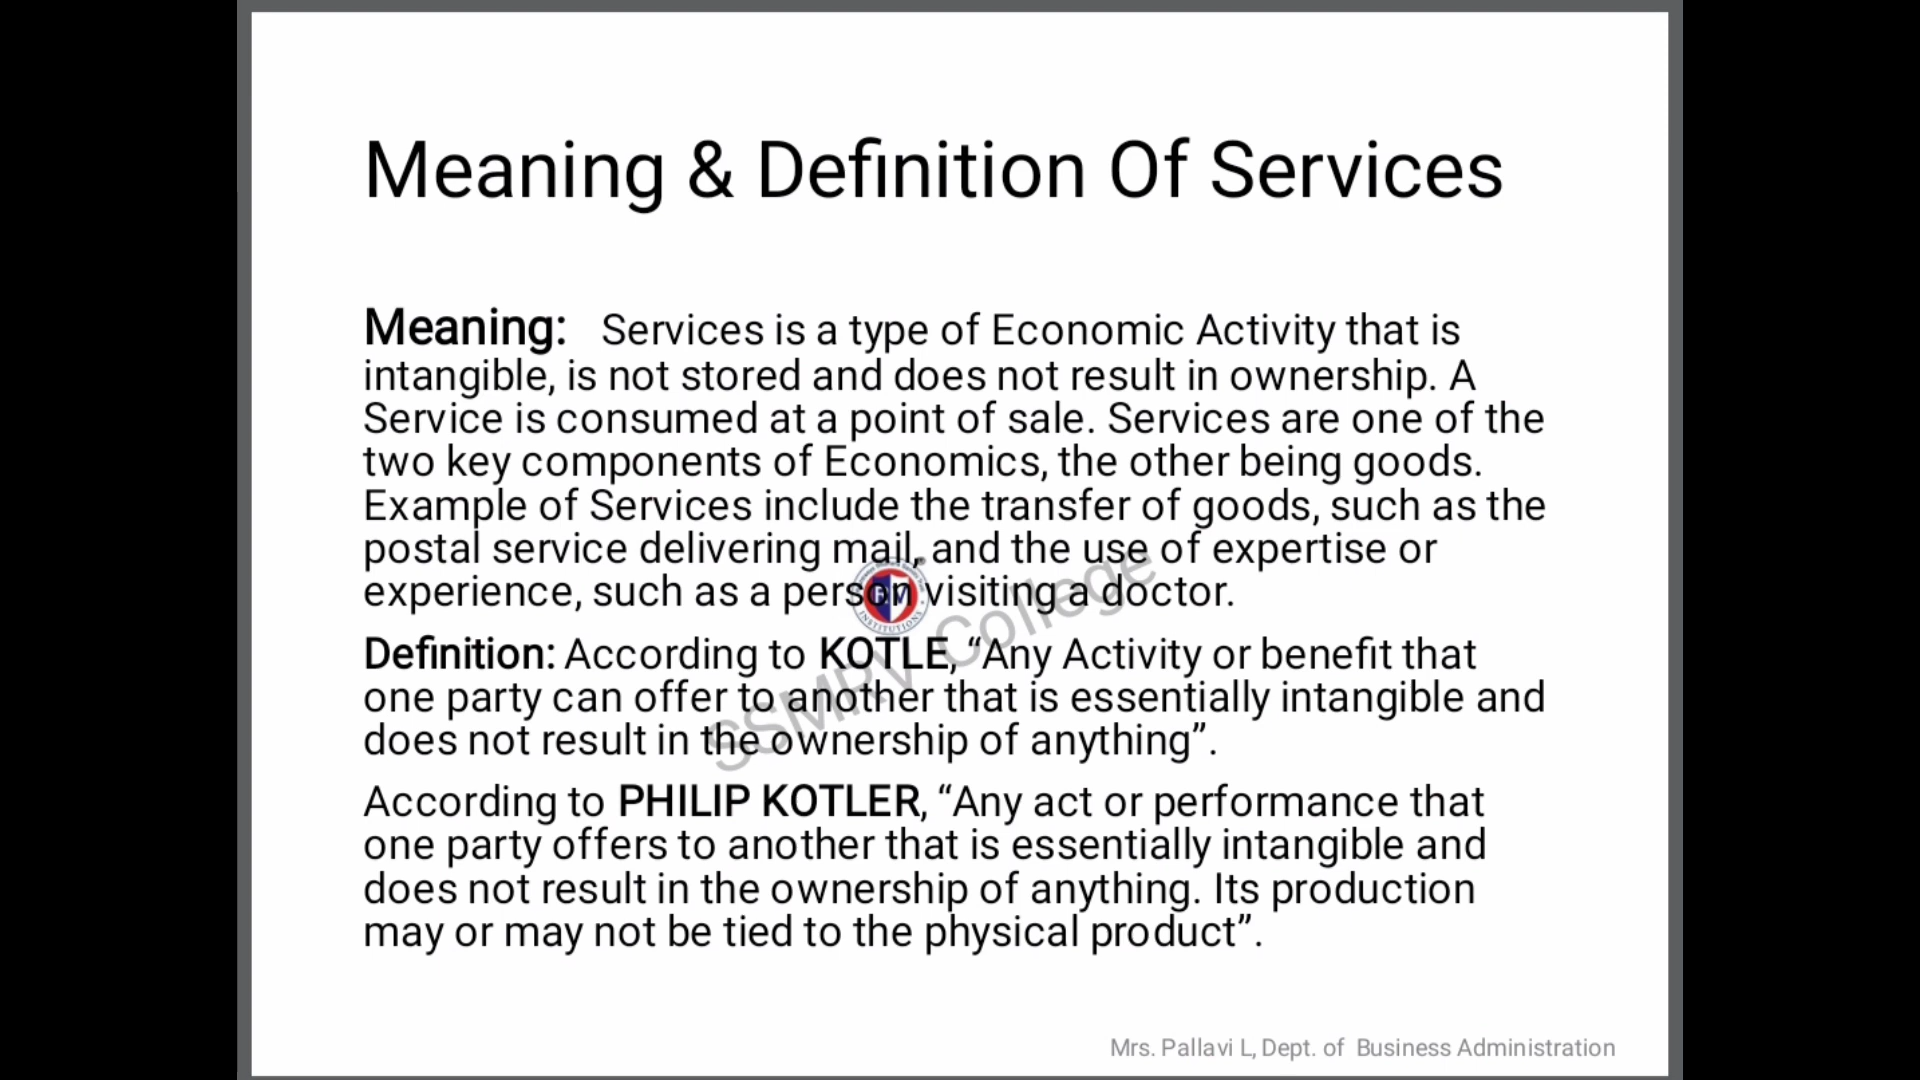 Meaning & Definition Of Services
Meaning: Services is a type of Economic Activity that is
intangible, is not stored and does not result in ownership. A
Service is consumed at a point of sale. Services are one of the
two key components of Economics, the other being goods.
Example of Services include the transfer of goods, such as the
postal service delivering mail, and the use of expertise or
experience, such as a person visiting a doctor.
Definition: According to KOTLE, “Any Activity or benefit that
one party can offer to another that is essentially intangible and
does not result in the ownership of anything”.
According to PHILIP KOTLER, “Any act or performance that
one party offers to another that is essentially intangible and
does not result in the ownership of anything. Its production
may or may not be tied to the physical product”.
SSMRV College
INSTITUTIONS
Mrs. Pallavi L, Dept. of Business Administration